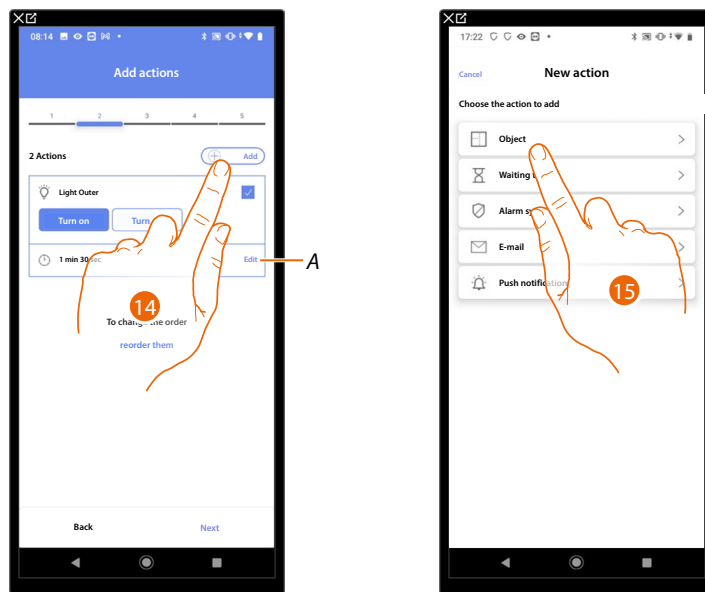 08:14
Add actions
1 2 3 4 5
2 Actions
Add
Light Outer
Turn on
Turn
1 min 30 sec
Edit
A
14
To change the order
reorder them
Back
Next
17:22
Cancel
New action
Choose the action to add
Object
Waiting
Alarm
E-mail
Push notification
15